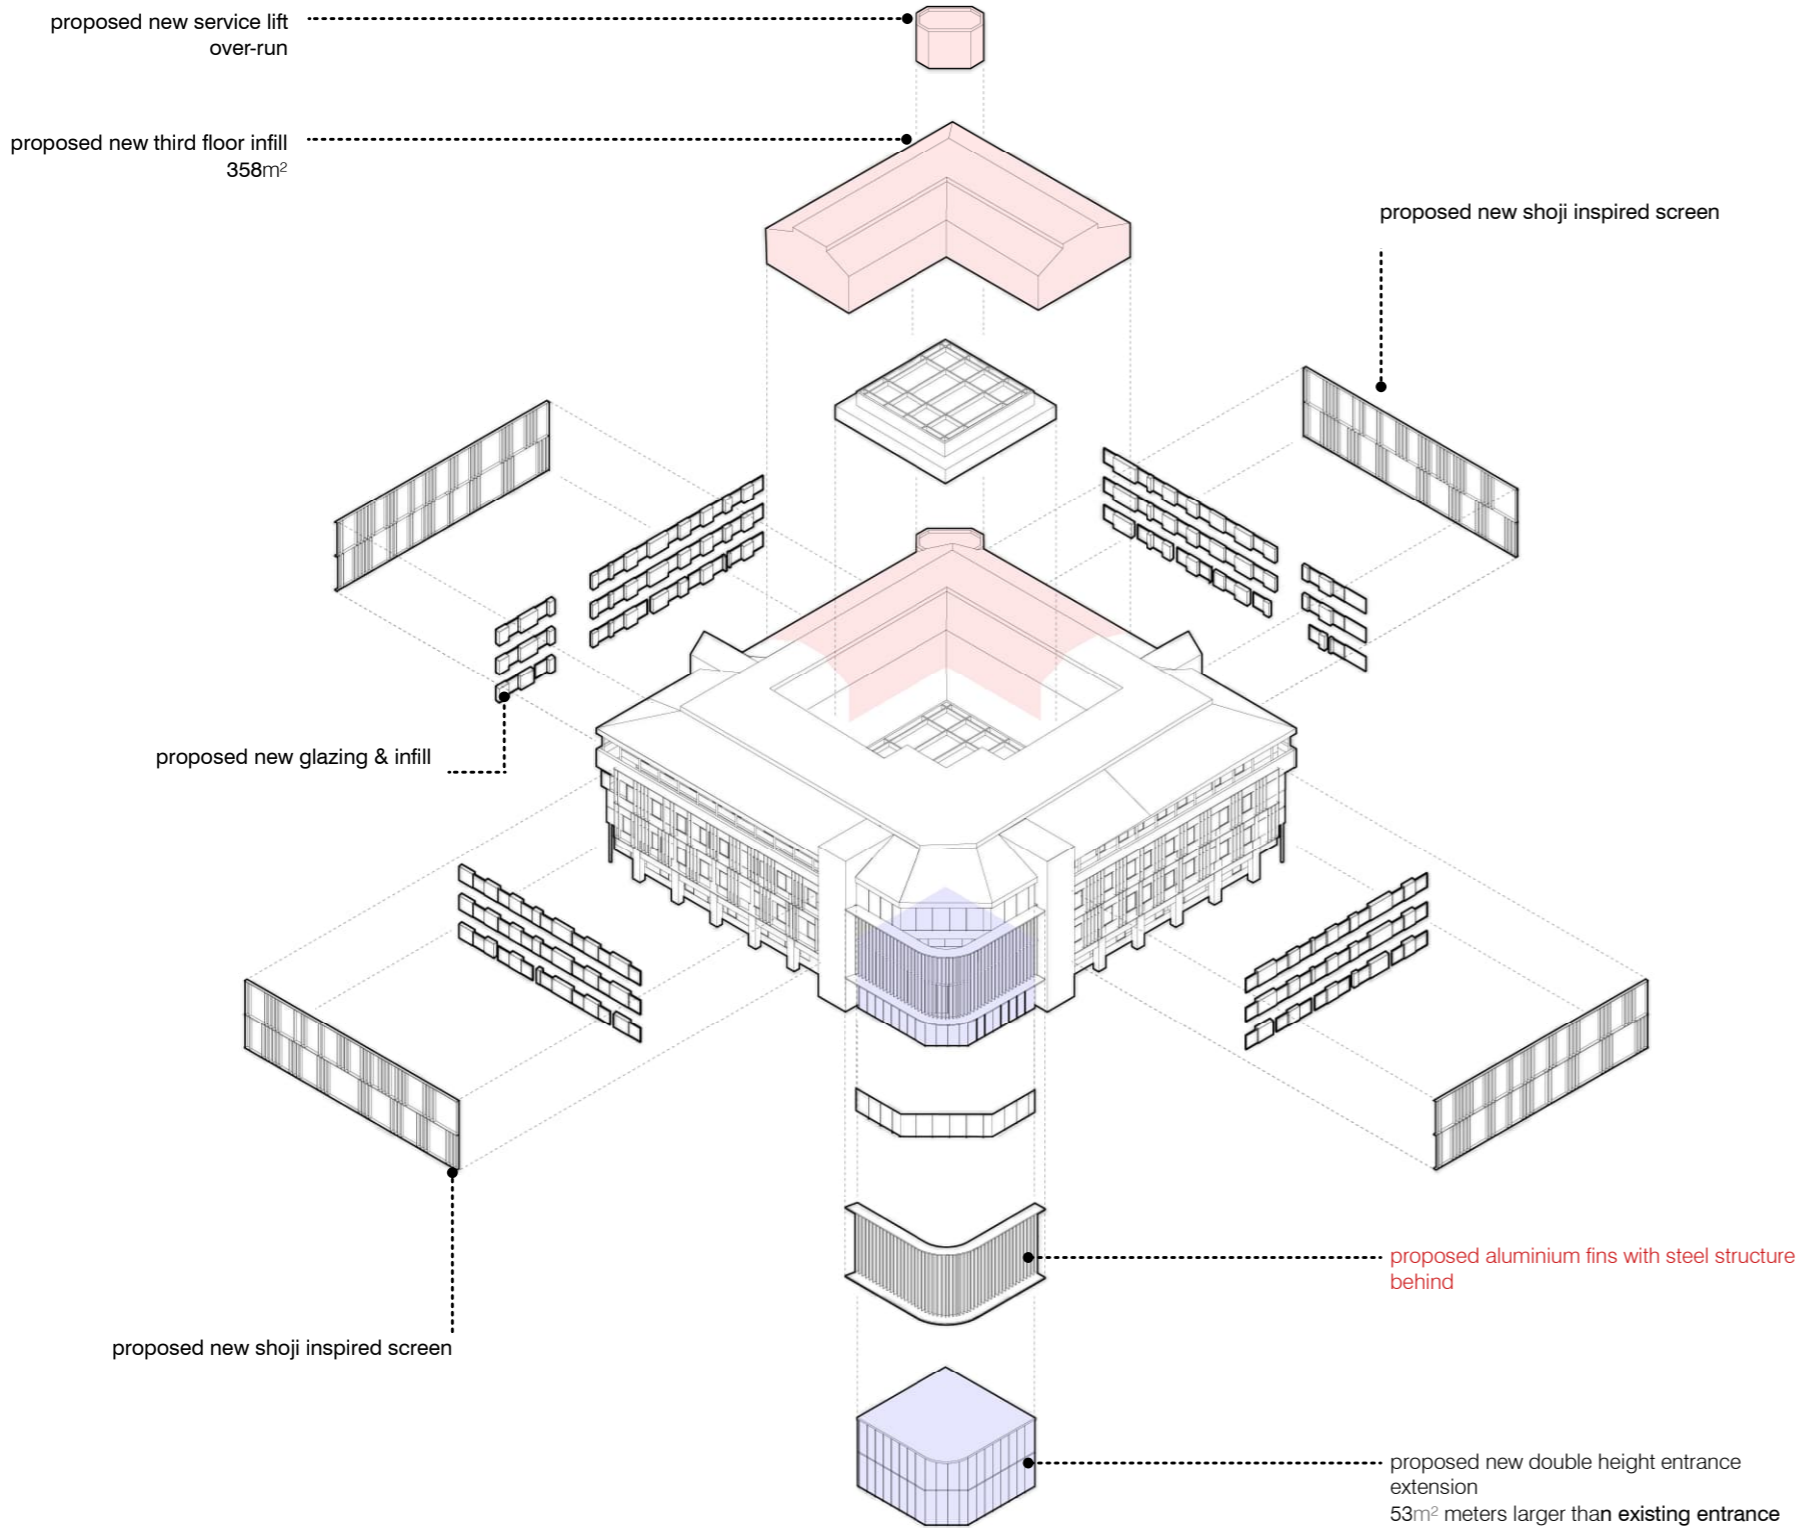 proposed new service lift
over-run
proposed new third floor infill
358m²
proposed new shoji inspired screen
proposed new glazing & infill
proposed aluminium fins with steel structure
behind
proposed new shoji inspired screen
proposed new double height entrance
extension
53m² meters larger than existing entrance